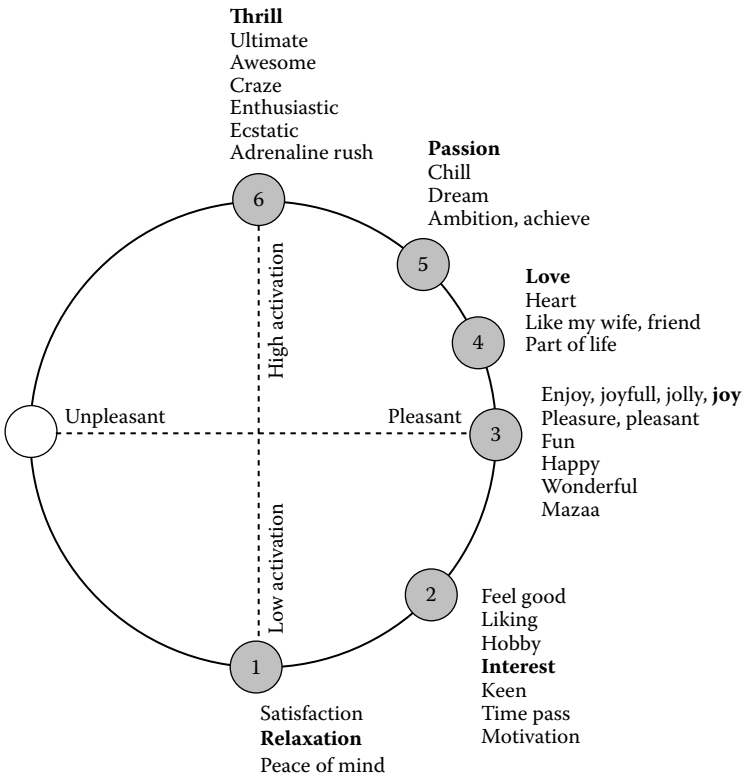 Thrill
Ultimate
Awesome
Craze
Enthusiastic
Ecstatic
Adrenaline rush
Passion
Chill
Dream
Ambition, achieve
6
5
High activation
Love
Heart
Like my wife, friend
Part of life
4
Unpleasant
Pleasant
3
Enjoy, joyfull, jolly, joy
Pleasure, pleasant
Fun
Happy
Wonderful
Mazaa
Low activation
2
Feel good
Liking
Hobby
Interest
Keen
Time pass
Motivation
1
Satisfaction
Relaxation
Peace of mind